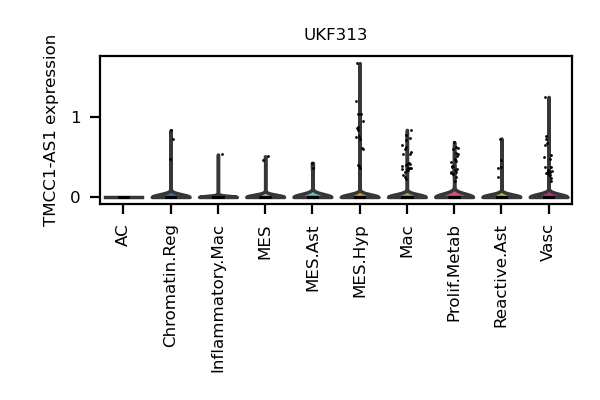 UKF313
TMCC1-AS1 expression
1
0
AC
Chromatin.Reg
Inflammatory.Mac
MES
MES.Ast
MES.Hyp
Mac
Prolif.Metab
Reactive.Ast
Vasc